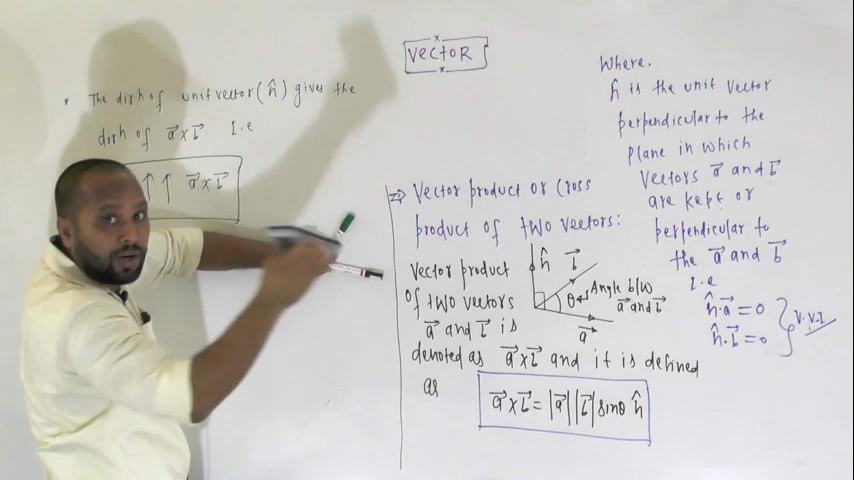 VECTOR
* The dirn of unit vector (n̂) gives the
dirn of a⃗×b⃗ I.e
↑↑ a⃗×b⃗
⇒ Vector product or Cross
product of two vectors:
Vector product
of two vectors
a⃗ and b⃗ is
denoted as a⃗×b⃗ and it is defined
as
a⃗×b⃗ = |a⃗| |b⃗| sinθ n̂
n̂ b⃗
θ Angle b/w
a⃗ and b⃗
a⃗
Where.
n̂ is the unit vector
perpendicular to the
plane in which
vectors a⃗ and b⃗
are kept or
perpendicular to
the a⃗ and b⃗
I.e
n̂.a⃗ = 0
n̂.b⃗ = 0
V.V.I